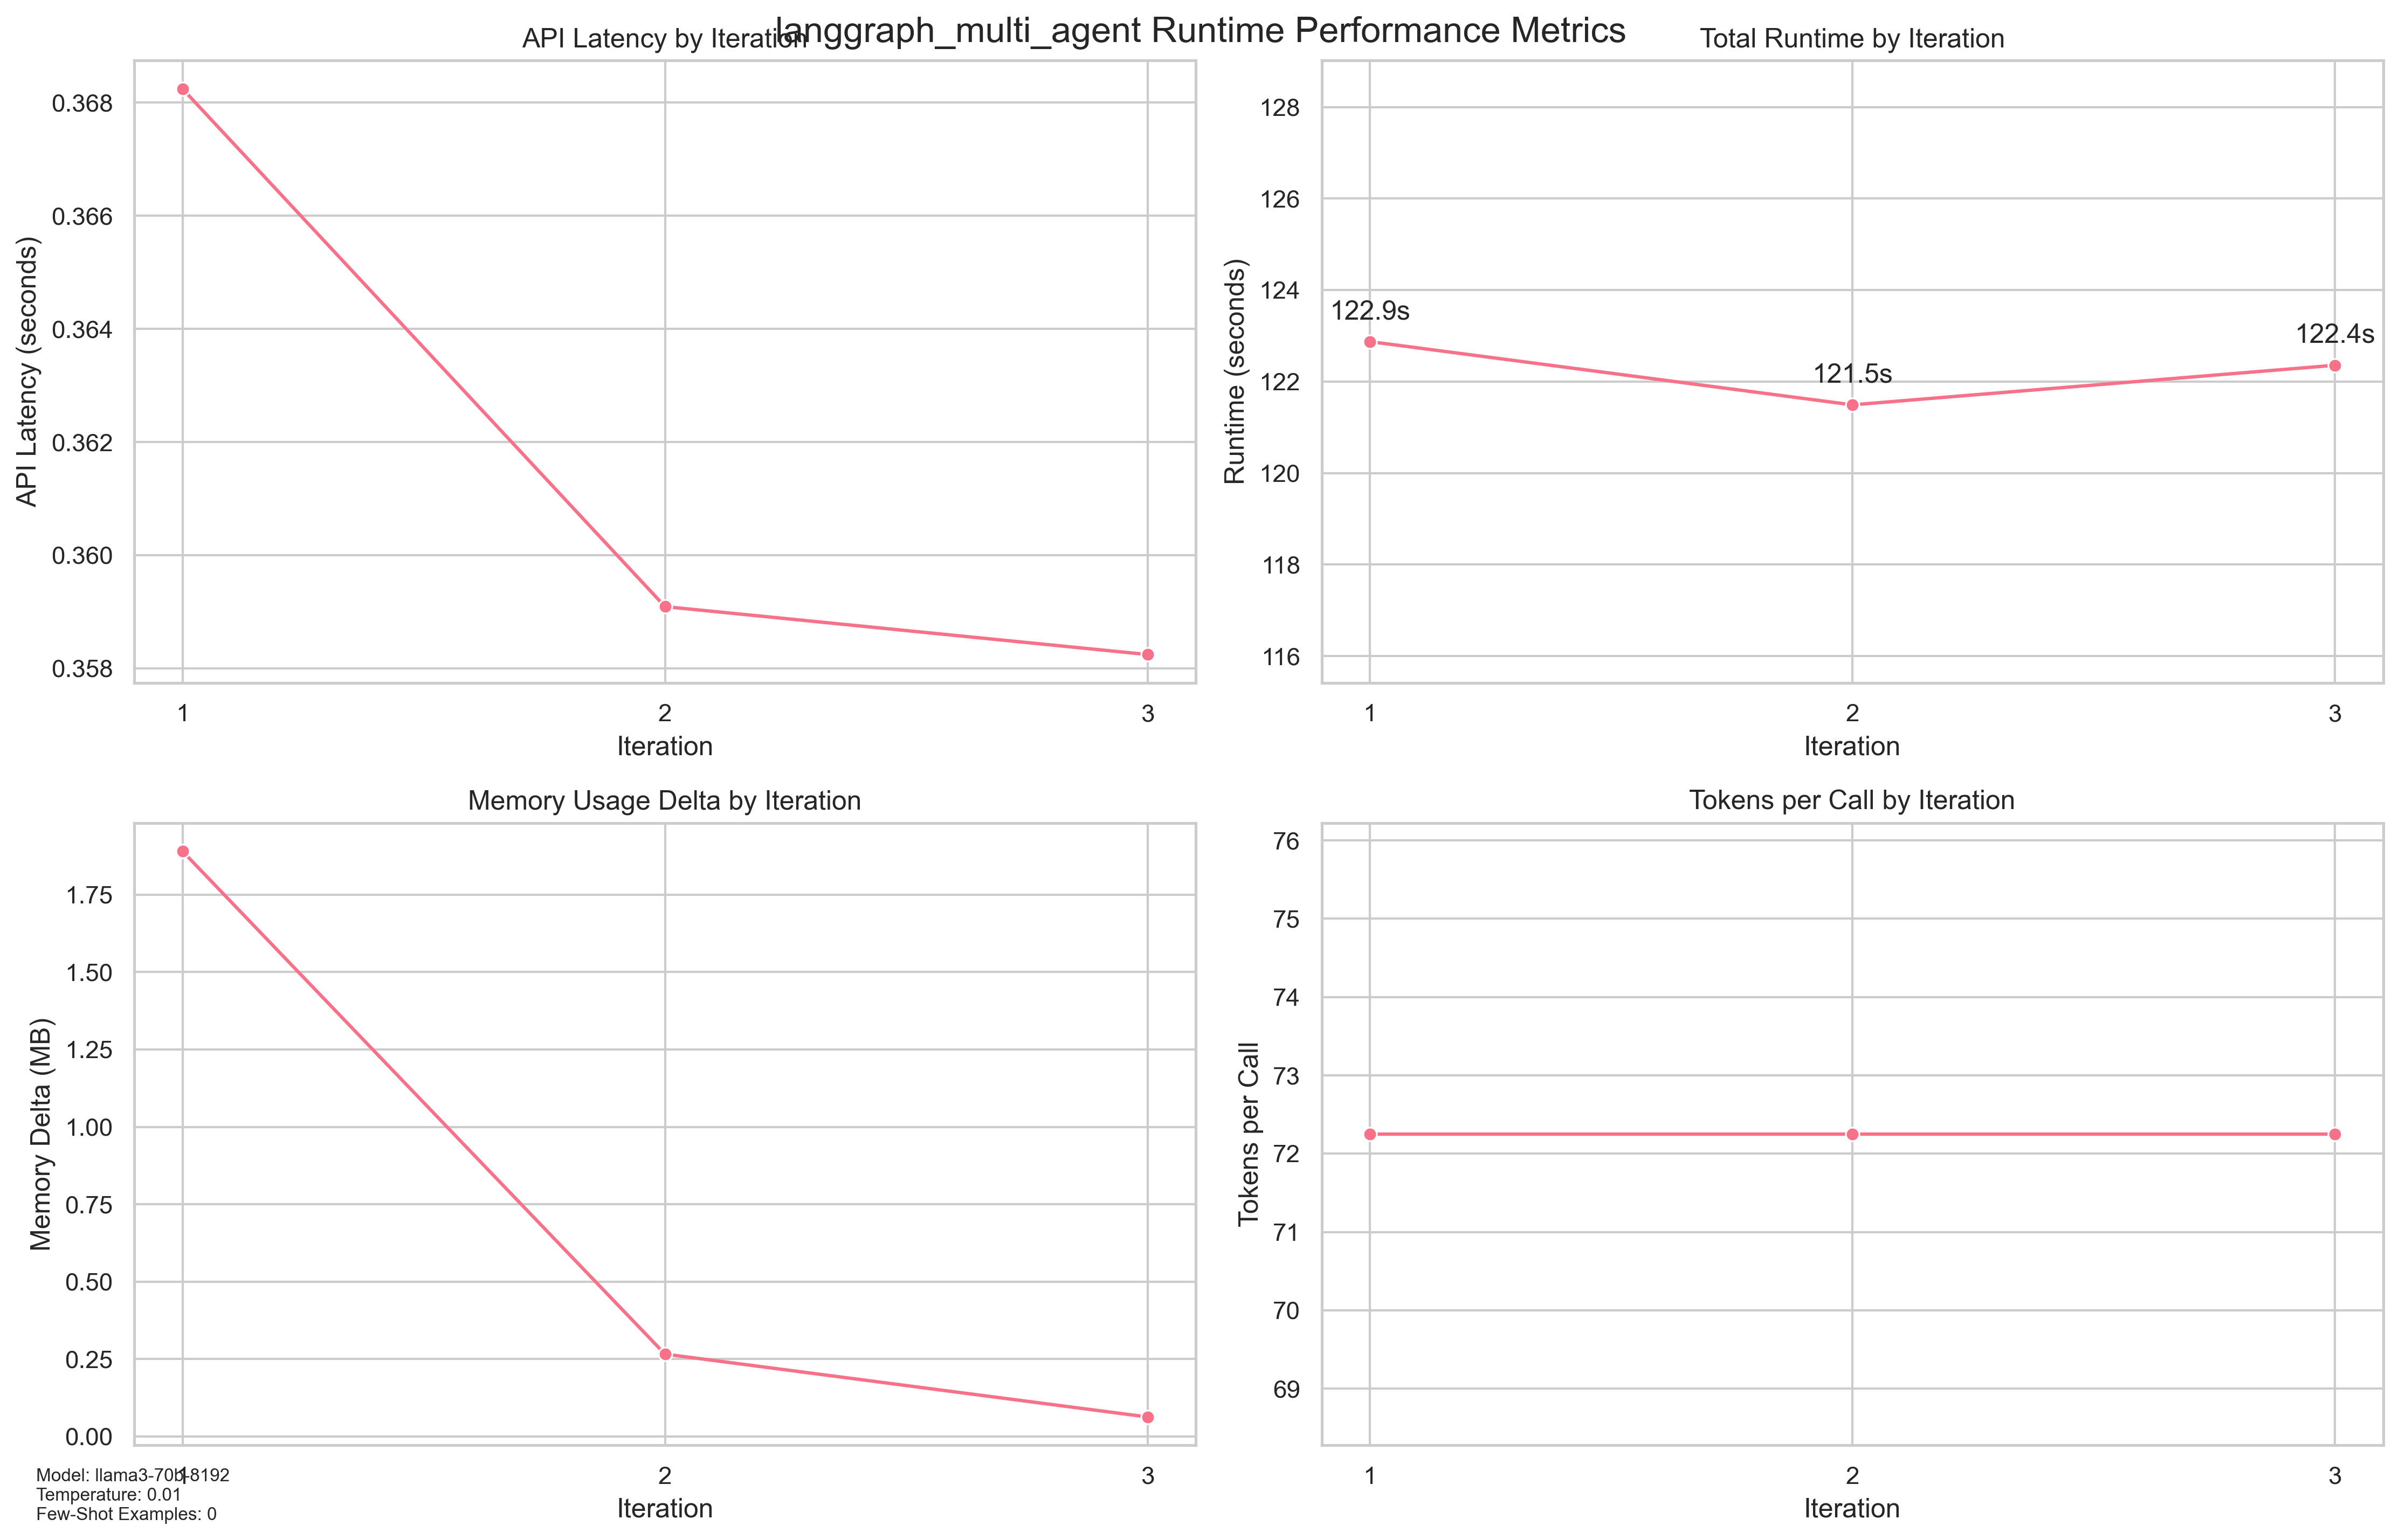 langgraph_multi_agent Runtime Performance Metrics
API Latency by Iteration
API Latency (seconds)
0.368
0.366
0.364
0.362
0.360
0.358
1 2 3
Iteration
Total Runtime by Iteration
Runtime (seconds)
128
126
124
122
120
118
116
122.9s
121.5s
122.4s
1 2 3
Iteration
Memory Usage Delta by Iteration
Memory Delta (MB)
1.75
1.50
1.25
1.00
0.75
0.50
0.25
0.00
1 2 3
Iteration
Tokens per Call by Iteration
Tokens per Call
76
75
74
73
72
71
70
69
1 2 3
Iteration
Model: llama3-70b-8192
Temperature: 0.01
Few-Shot Examples: 0